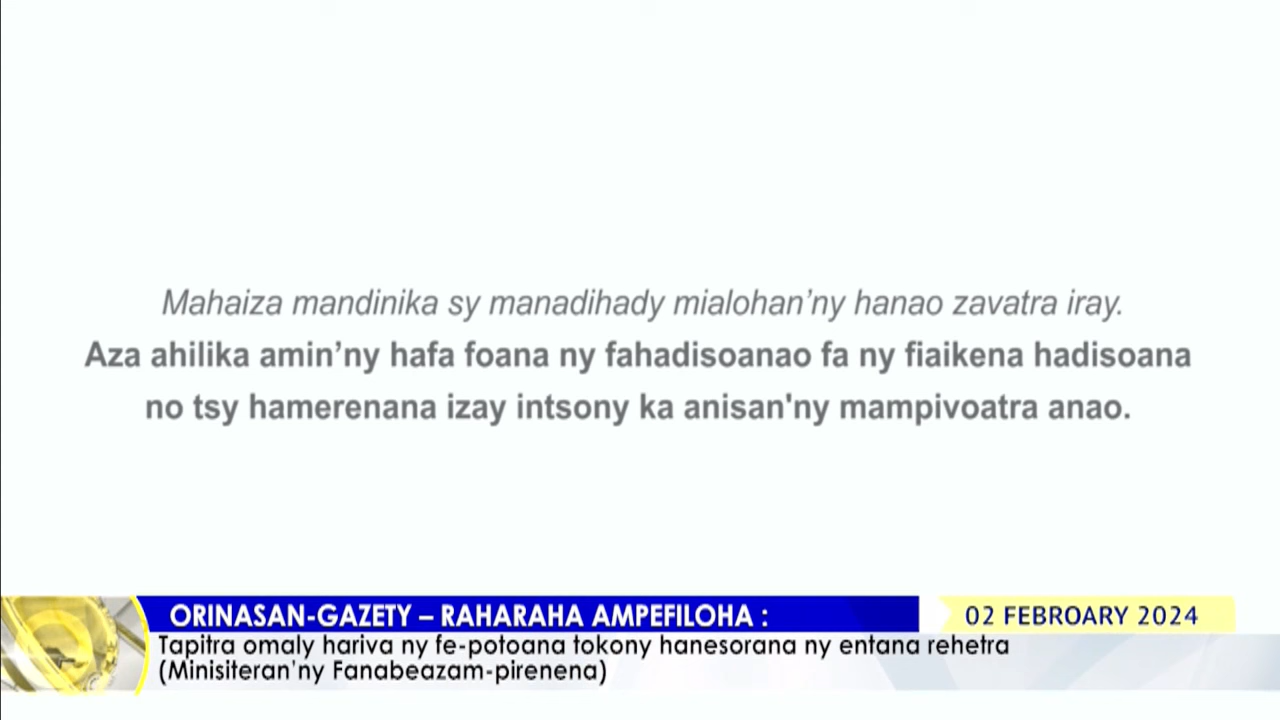 Mahaiza mandinika sy manadihady mialohan’ny hanao zavatra iray.
Aza ahilika amin’ny hafa foana ny fahadisoanao fa ny fiaikena hadisoana
no tsy hamerenana izay intsony ka anisan'ny mampivoatra anao.
ORINASAN-GAZETY – RAHARAHA AMPEFILOHA :
02 FEBROARY 2024
Tapitra omaly hariva ny fe-potoana tokony hanesorana ny entana rehetra
(Minisiteran’ny Fanabeazam-pirenena)